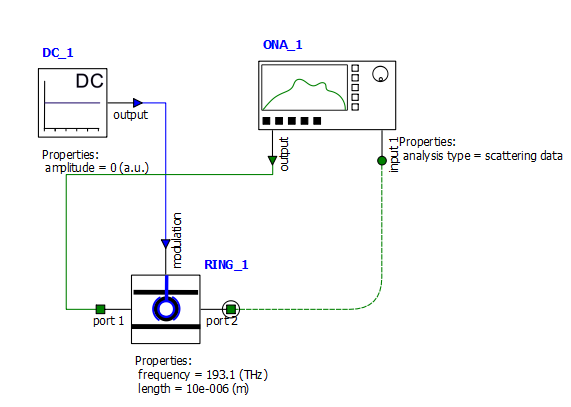 DC_1
DC
output
Properties:
amplitude = 0 (a.u.)
ONA_1
output
input 1
Properties:
analysis type = scattering data
modulation
RING_1
port 1
port 2
Properties:
frequency = 193.1 (THz)
length = 10e-006 (m)